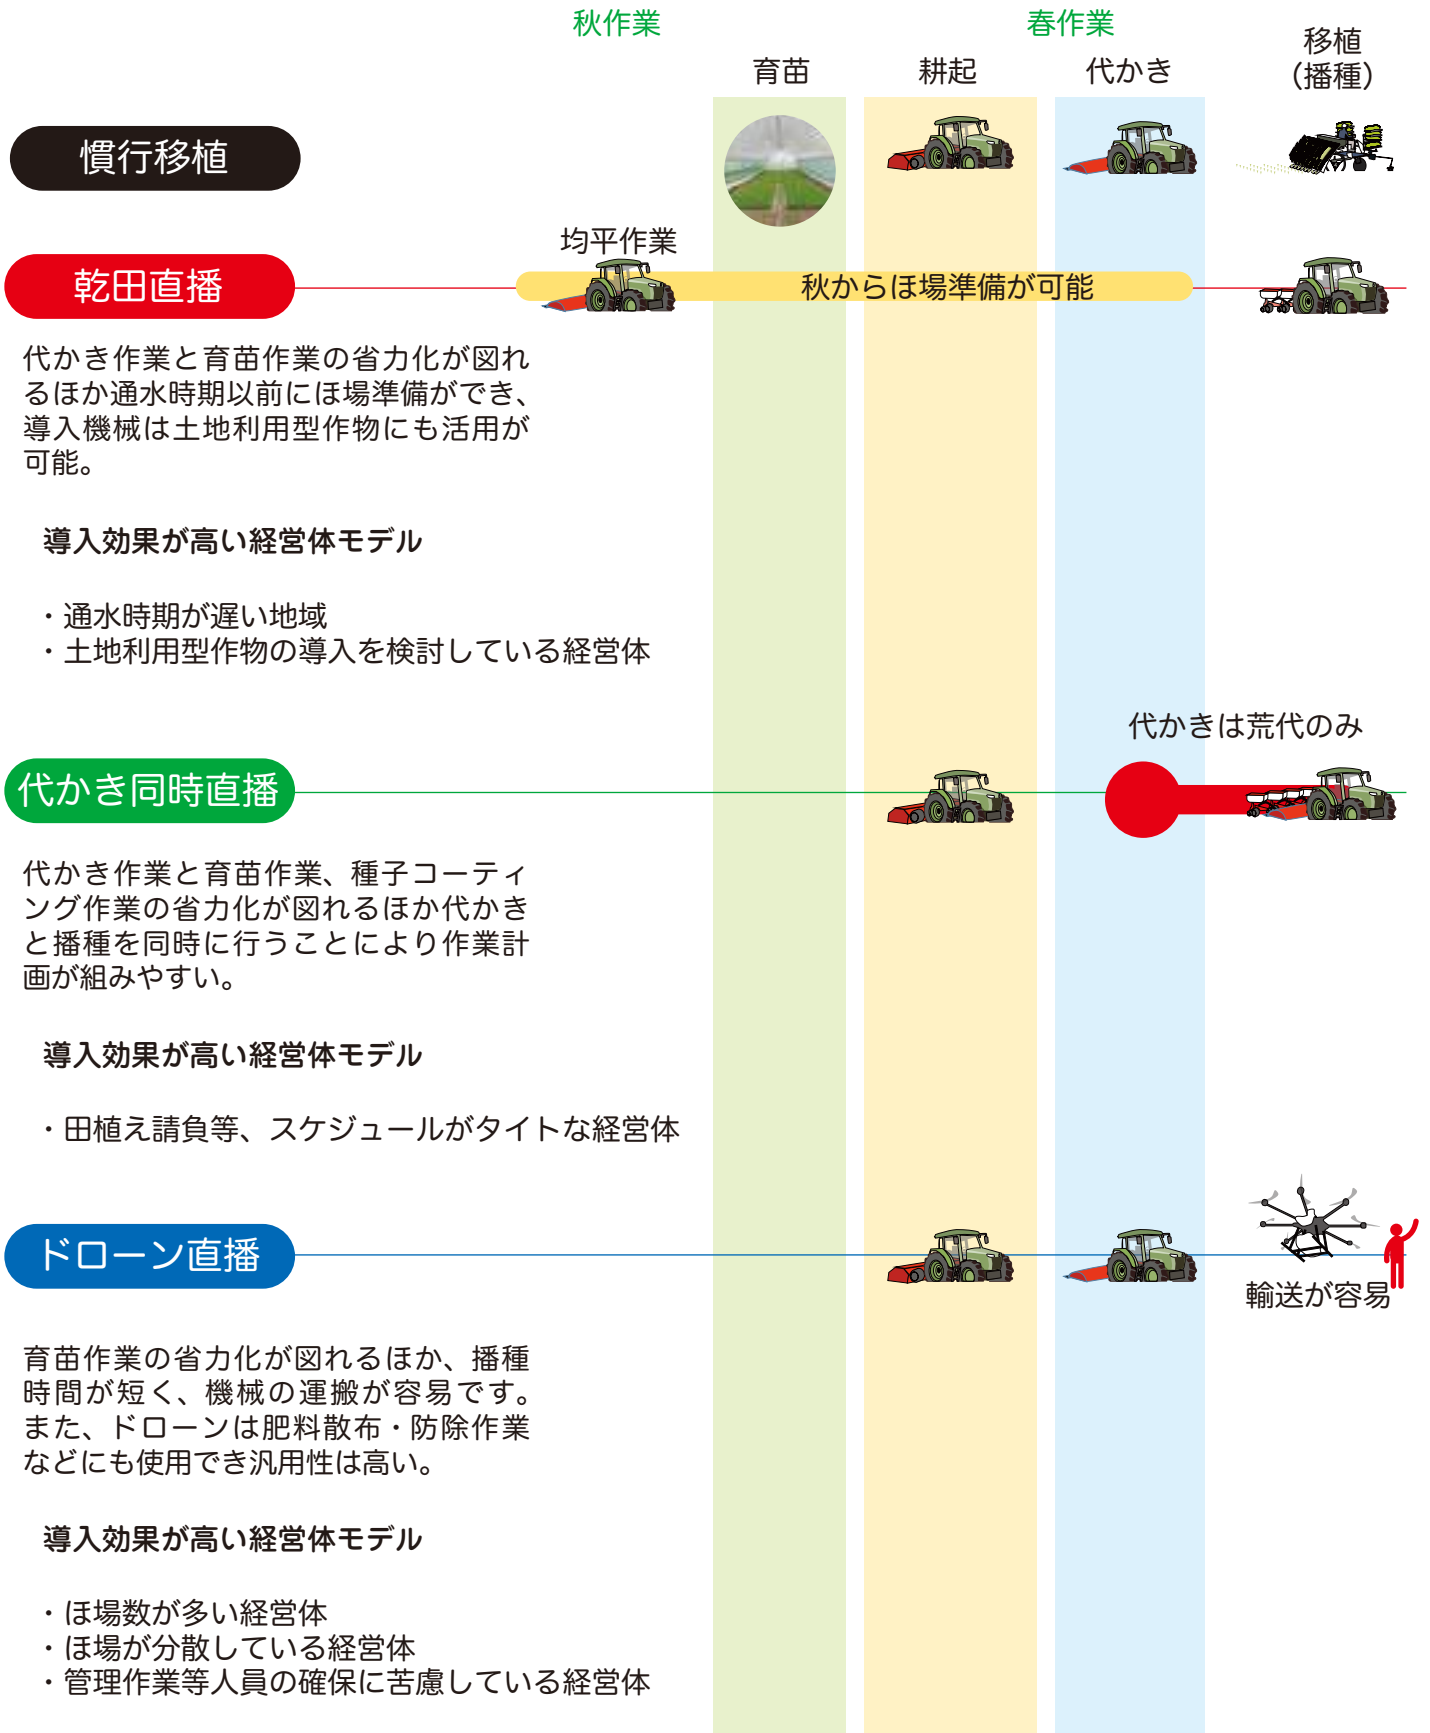 秋作業
春作業
育苗
耕起
代かき
移植
（播種）
慣行移植
均平作業
乾田直播
秋からほ場準備が可能
代かき作業と育苗作業の省力化が図れ
るほか通水時期以前にほ場準備ができ、
導入機械は土地利用型作物にも活用が
可能。
導入効果が高い経営体モデル
・通水時期が遅い地域
・土地利用型作物の導入を検討している経営体
代かきは荒代のみ
代かき同時直播
代かき作業と育苗作業、種子コーティ
ング作業の省力化が図れるほか代かき
と播種を同時に行うことにより作業計
画が組みやすい。
導入効果が高い経営体モデル
・田植え請負等、スケジュールがタイトな経営体
ドローン直播
輸送が容易
育苗作業の省力化が図れるほか、播種
時間が短く、機械の運搬が容易です。
また、ドローンは肥料散布・防除作業
などにも使用でき汎用性は高い。
導入効果が高い経営体モデル
・ほ場数が多い経営体
・ほ場が分散している経営体
・管理作業等人員の確保に苦慮している経営体